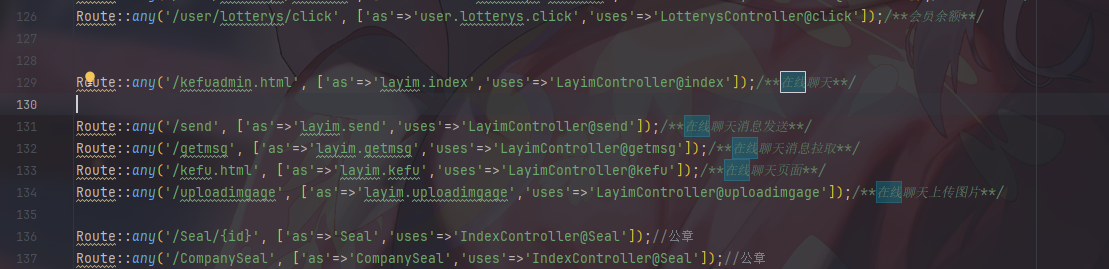 126 Route::any('/user/lotterys/click', ['as'=>'user.lotterys.click','uses'=>'LotterysController@click']);/**会员余额**/
127
128
129 Route::any('/kefuadmin.html', ['as'=>'layim.index','uses'=>'LayimController@index']);/**在线聊天**/
130
131 Route::any('/send', ['as'=>'layim.send','uses'=>'LayimController@send']);/**在线聊天消息发送**/
132 Route::any('/getmsg', ['as'=>'layim.getmsg','uses'=>'LayimController@getmsg']);/**在线聊天消息拉取**/
133 Route::any('/kefu.html', ['as'=>'layim.kefu','uses'=>'LayimController@kefu']);/**在线聊天页面**/
134 Route::any('/uploadimgage', ['as'=>'layim.uploadimgage','uses'=>'LayimController@uploadimgage']);/**在线聊天上传图片**/
135
136 Route::any('/Seal/{id}', ['as'=>'Seal','uses'=>'IndexController@Seal']);//公章
137 Route::any('/CompanySeal', ['as'=>'CompanySeal','uses'=>'IndexController@Seal']);//公章